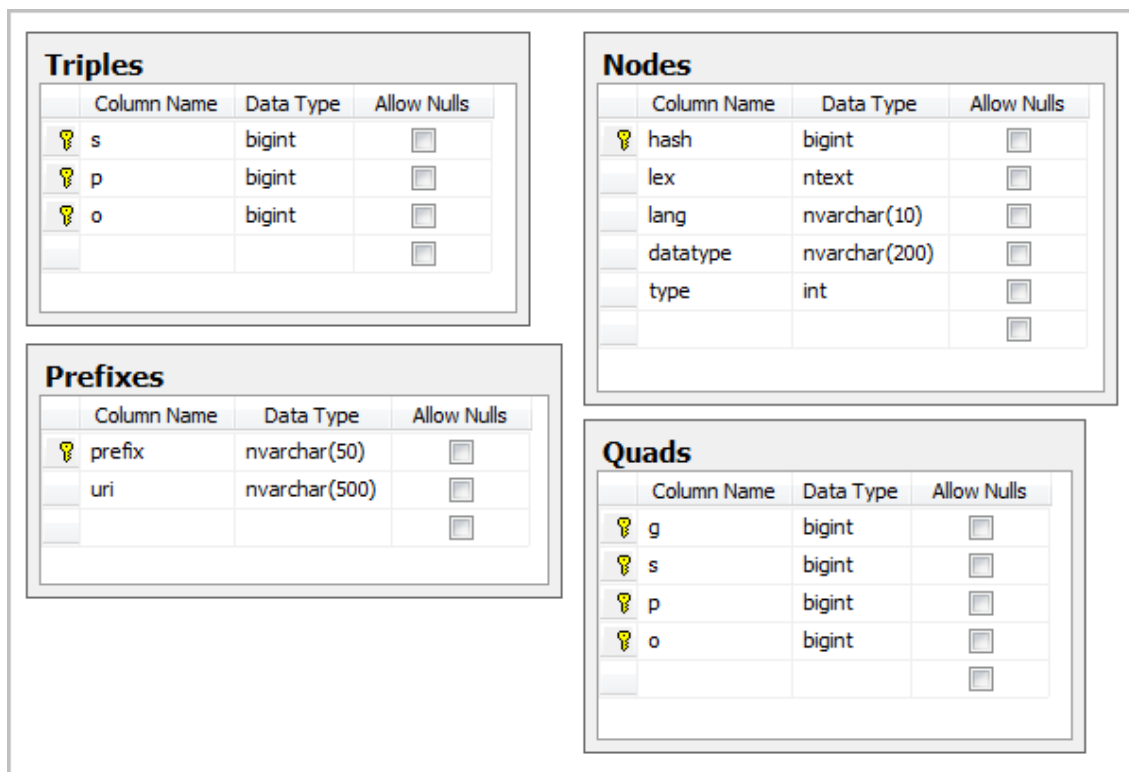 Triples
Column Name Data Type Allow Nulls
s bigint
p bigint
o bigint
Prefixes
Column Name Data Type Allow Nulls
prefix nvarchar(50)
uri nvarchar(500)
Nodes
Column Name Data Type Allow Nulls
hash bigint
lex ntext
lang nvarchar(10)
datatype nvarchar(200)
type int
Quads
Column Name Data Type Allow Nulls
g bigint
s bigint
p bigint
o bigint